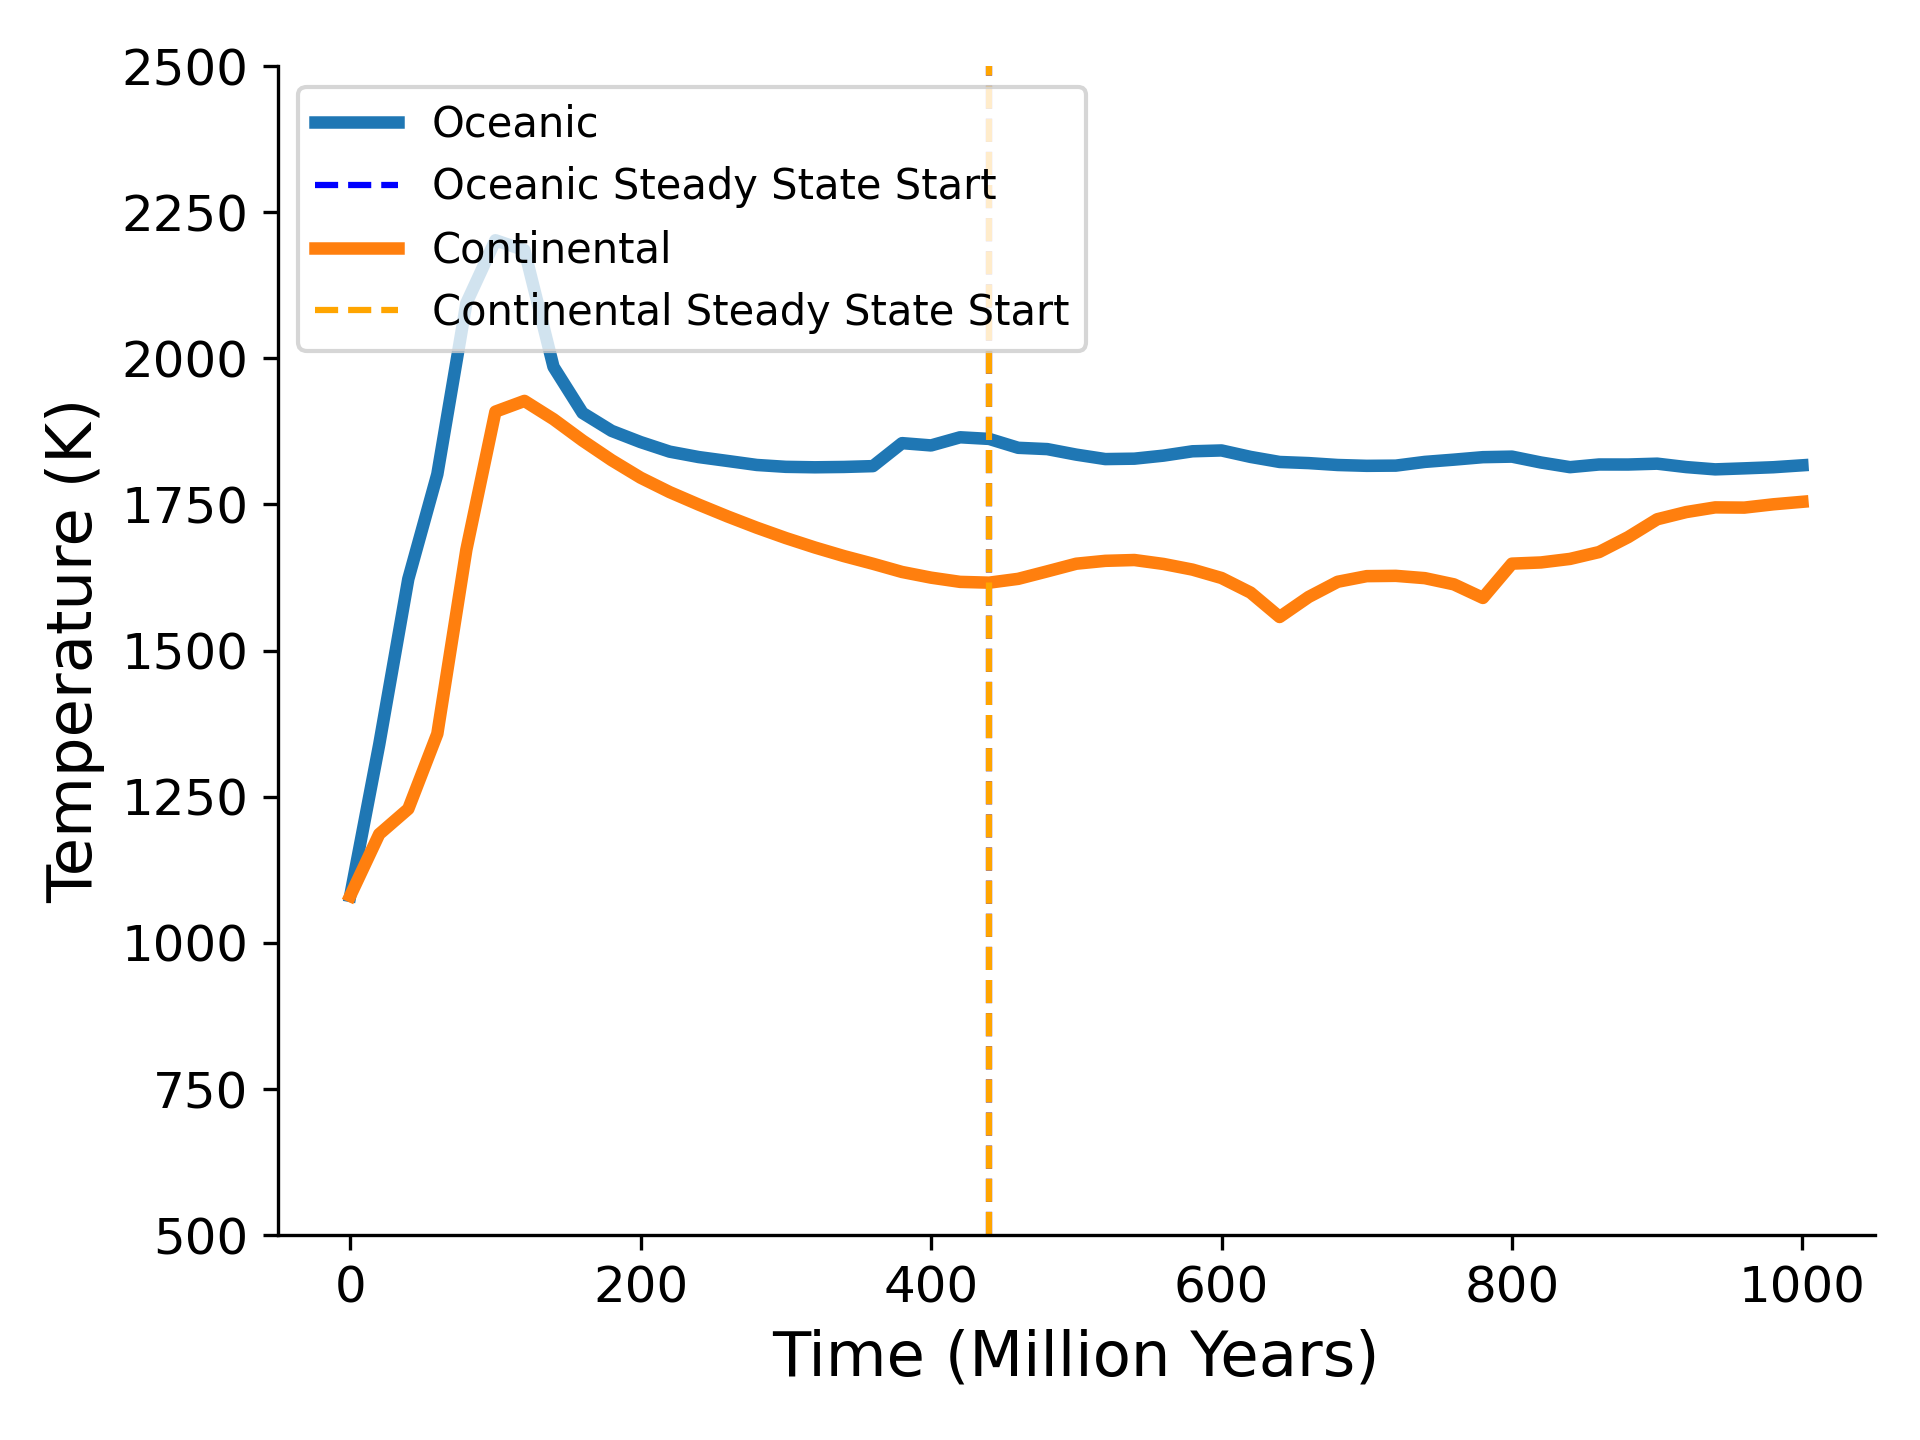 2500
2250
2000
1750
1500
1250
1000
750
500
Temperature (K)
Oceanic
Oceanic Steady State Start
Continental
Continental Steady State Start
0 200 400 600 800 1000
Time (Million Years)